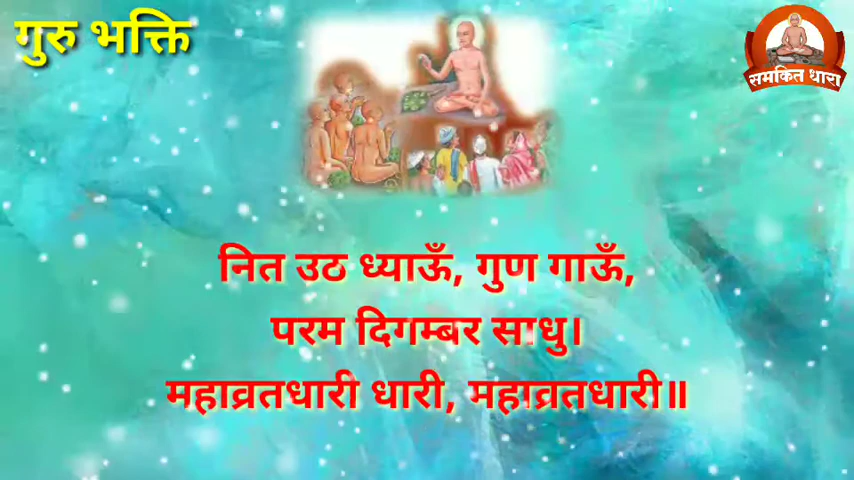 गुरु भक्ति
समकित धारा
नित उठ ध्याऊँ, गुण गाऊँ,
परम दिगम्बर साधु।
महाव्रतधारी धारी, महाव्रतधारी॥